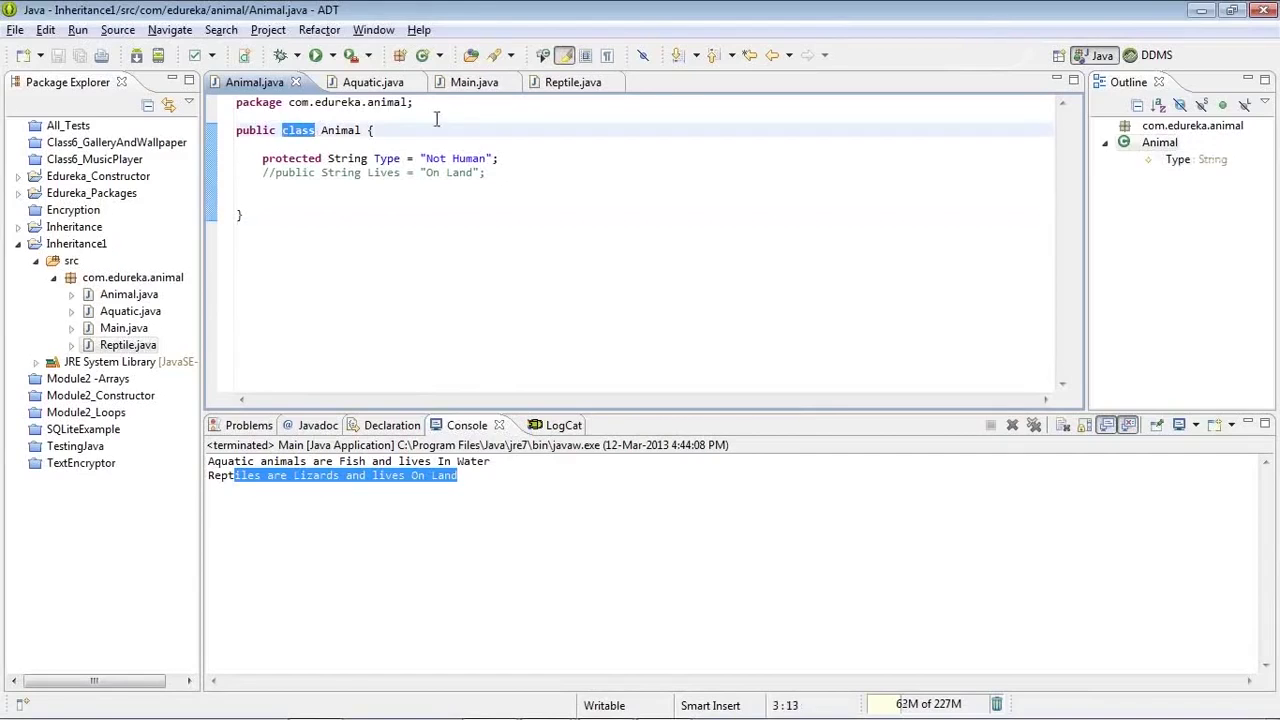 Java - Inheritance1/src/com/edureka/animal/Animal.java - ADT
File Edit Run Source Navigate Search Project Refactor Window Help
Java DDMS
Package Explorer
All_Tests
Class6_GalleryAndWallpaper
Class6_MusicPlayer
Edureka_Constructor
Edureka_Packages
Encryption
Inheritance
Inheritance1
src
com.edureka.animal
Animal.java
Aquatic.java
Main.java
Reptile.java
JRE System Library [JavaSE-
Module2 -Arrays
Module2_Constructor
Module2_Loops
SQLiteExample
TestingJava
TextEncryptor
Animal.java Aquatic.java Main.java Reptile.java
package com.edureka.animal;
public class Animal {
protected String Type = "Not Human";
//public String Lives = "On Land";
}
Outline
com.edureka.animal
Animal
Type : String
Problems Javadoc Declaration Console LogCat
<terminated> Main [Java Application] C:\Program Files\Java\jre7\bin\javaw.exe (12-Mar-2013 4:44:08 PM)
Aquatic animals are Fish and lives In Water
Reptiles are Lizards and lives On Land
Writable Smart Insert 3 : 13 62M of 227M